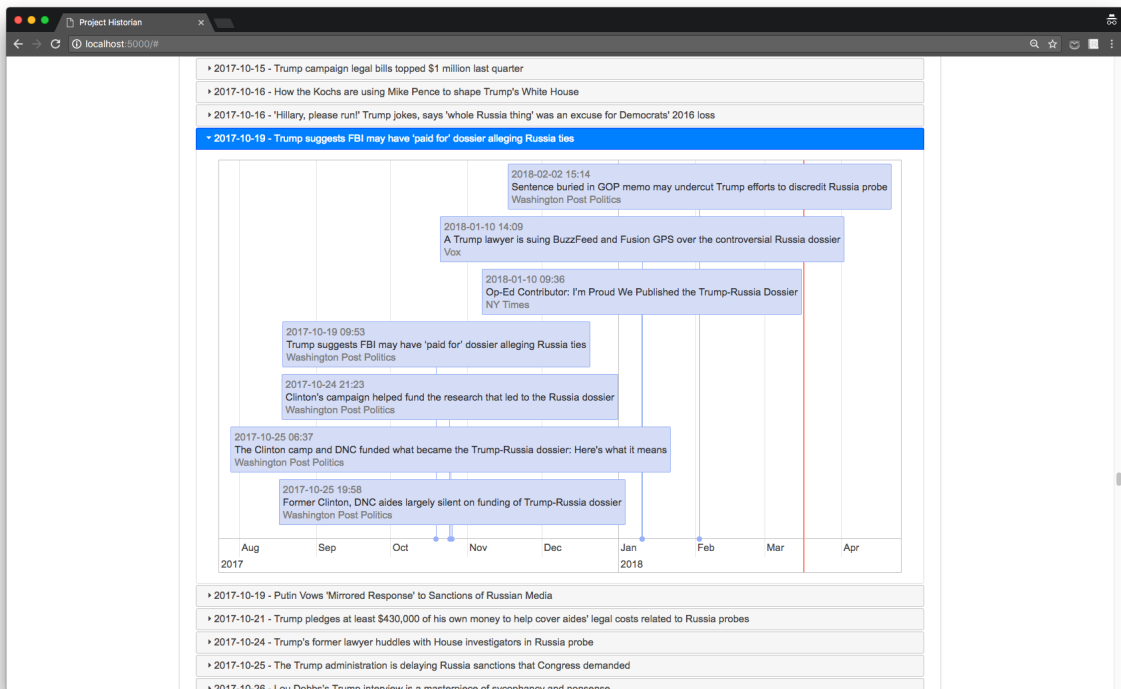 Project Historian
localhost:5000/#
2017-10-15 - Trump campaign legal bills topped $1 million last quarter
2017-10-16 - How the Kochs are using Mike Pence to shape Trump's White House
2017-10-16 - 'Hillary, please run!' Trump jokes, says 'whole Russia thing' was an excuse for Democrats' 2016 loss
2017-10-19 - Trump suggests FBI may have 'paid for' dossier alleging Russia ties
2018-02-02 15:14
Sentence buried in GOP memo may undercut Trump efforts to discredit Russia probe
Washington Post Politics
2018-01-10 14:09
A Trump lawyer is suing BuzzFeed and Fusion GPS over the controversial Russia dossier
Vox
2018-01-10 09:36
Op-Ed Contributor: I'm Proud We Published the Trump-Russia Dossier
NY Times
2017-10-19 09:53
Trump suggests FBI may have 'paid for' dossier alleging Russia ties
Washington Post Politics
2017-10-24 21:23
Clinton's campaign helped fund the research that led to the Russia dossier
Washington Post Politics
2017-10-25 06:37
The Clinton camp and DNC funded what became the Trump-Russia dossier: Here's what it means
Washington Post Politics
2017-10-25 19:58
Former Clinton, DNC aides largely silent on funding of Trump-Russia dossier
Washington Post Politics
Aug Sep Oct Nov Dec Jan Feb Mar Apr
2017 2018
2017-10-19 - Putin Vows 'Mirrored Response' to Sanctions of Russian Media
2017-10-21 - Trump pledges at least $430,000 of his own money to help cover aides' legal costs related to Russia probes
2017-10-24 - Trump's former lawyer huddles with House investigators in Russia probe
2017-10-25 - The Trump administration is delaying Russia sanctions that Congress demanded
2017-10-26 - Lou Dobbs's Trump interview is a masterpiece of sycophancy and nonsense